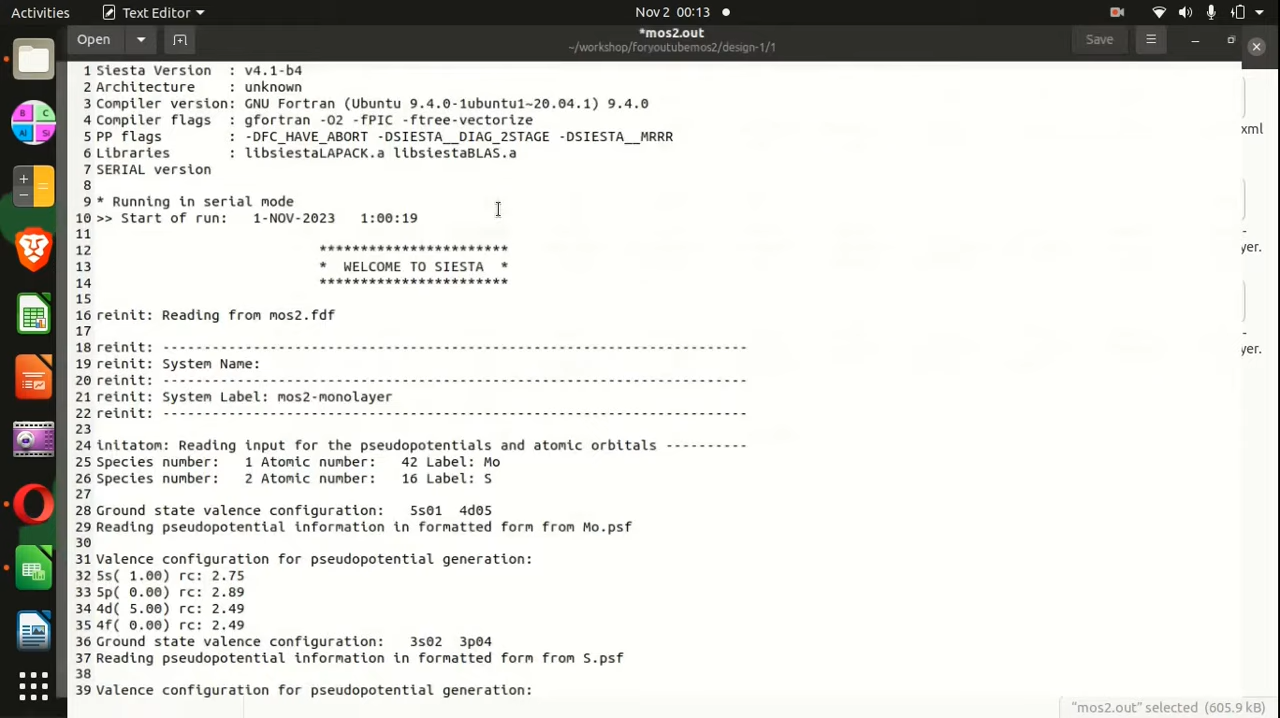 Activities
Text Editor
Nov 2 00:13
Open
*mos2.out
~/workshop/foryoutubemos2/design-1/1
Save
1 Siesta Version  : v4.1-b4
2 Architecture    : unknown
3 Compiler version: GNU Fortran (Ubuntu 9.4.0-1ubuntu1~20.04.1) 9.4.0
4 Compiler flags  : gfortran -O2 -fPIC -ftree-vectorize
5 PP flags        : -DFC_HAVE_ABORT -DSIESTA__DIAG_2STAGE -DSIESTA__MRRR
6 Libraries       : libsiestaLAPACK.a libsiestaBLAS.a
7 SERIAL version
8
9 * Running in serial mode
10 >> Start of run:   1-NOV-2023   1:00:19
11
12 ***********************
13 *  WELCOME TO SIESTA  *
14 ***********************
15
16 reinit: Reading from mos2.fdf
17
18 reinit: -----------------------------------------------------------------------
19 reinit: System Name:
20 reinit: -----------------------------------------------------------------------
21 reinit: System Label: mos2-monolayer
22 reinit: -----------------------------------------------------------------------
23
24 initatom: Reading input for the pseudopotentials and atomic orbitals ----------
25 Species number:   1 Atomic number:   42 Label: Mo
26 Species number:   2 Atomic number:   16 Label: S
27
28 Ground state valence configuration:   5s01  4d05
29 Reading pseudopotential information in formatted form from Mo.psf
30
31 Valence configuration for pseudopotential generation:
32 5s( 1.00) rc: 2.75
33 5p( 0.00) rc: 2.89
34 4d( 5.00) rc: 2.49
35 4f( 0.00) rc: 2.49
36 Ground state valence configuration:   3s02  3p04
37 Reading pseudopotential information in formatted form from S.psf
38
39 Valence configuration for pseudopotential generation:
xml
er.
yer.
B C
Al Si
"mos2.out" selected (605.9 kB)